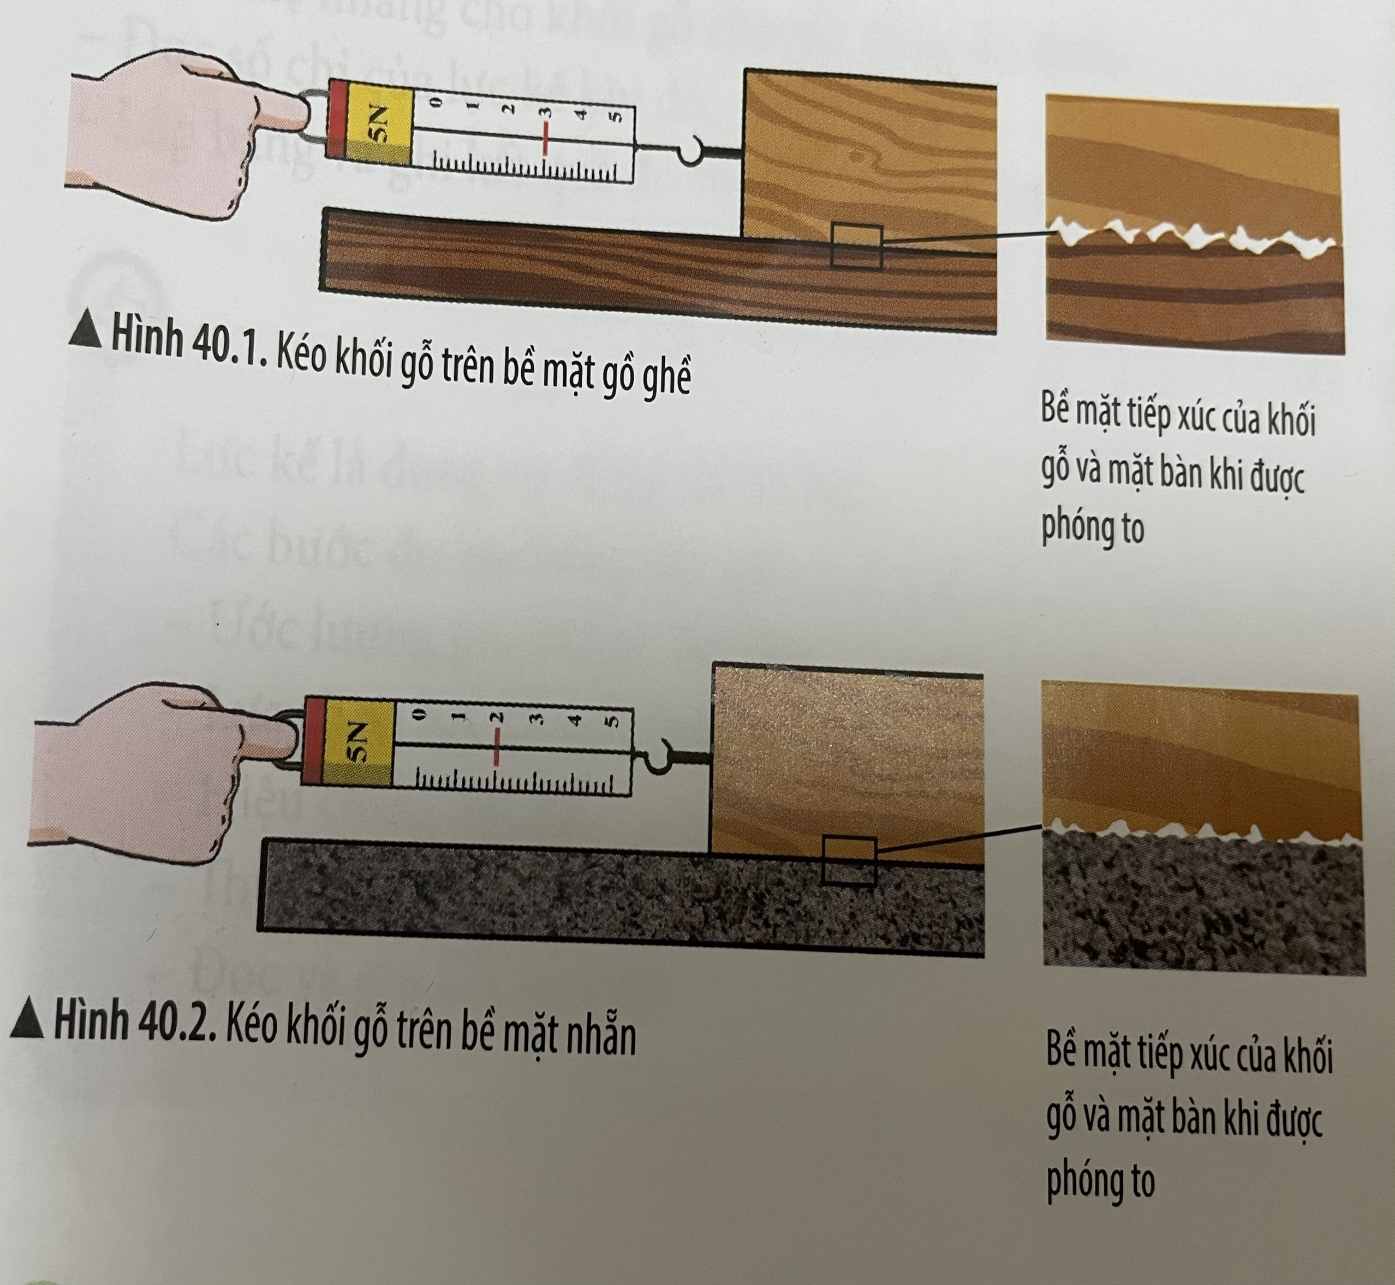 5N
0 1 2 3 4 5
▲ Hình 40.1. Kéo khối gỗ trên bề mặt gồ ghề
Bề mặt tiếp xúc của khối
gỗ và mặt bàn khi được
phóng to
5N
0 1 2 3 4 5
▲ Hình 40.2. Kéo khối gỗ trên bề mặt nhẵn
Bề mặt tiếp xúc của khối
gỗ và mặt bàn khi được
phóng to